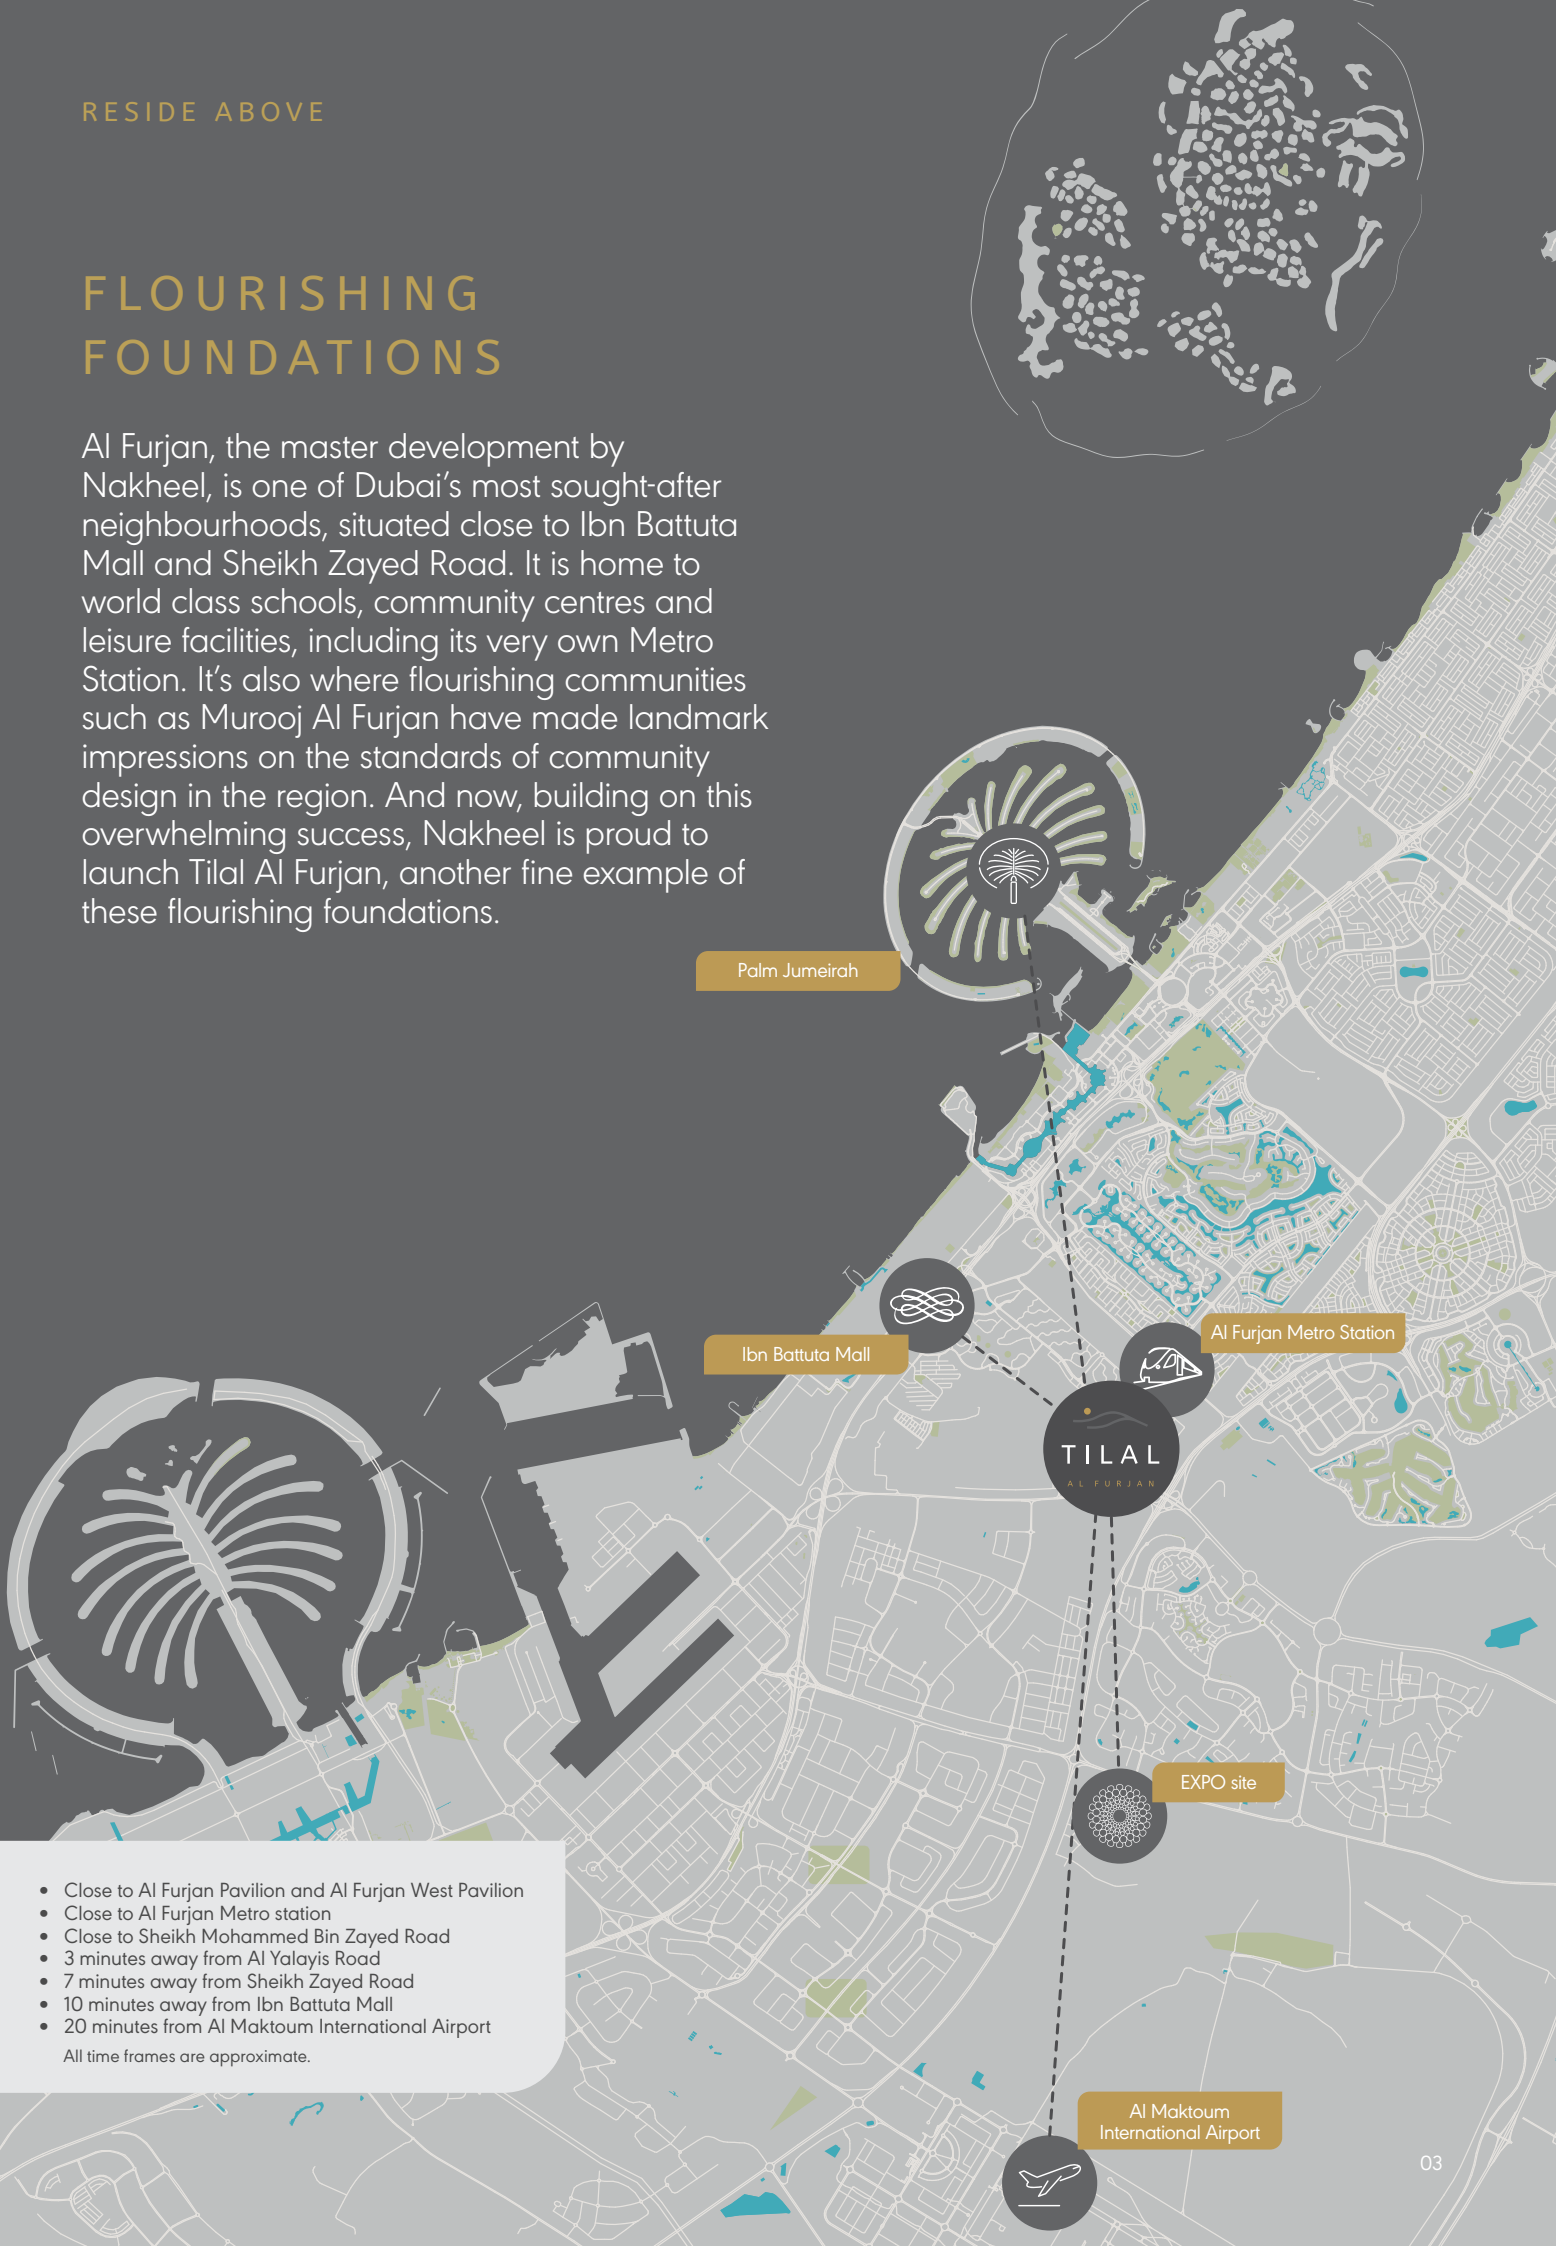 RESIDE ABOVE
FLOURISHING
FOUNDATIONS
Al Furjan, the master development by
Nakheel, is one of Dubai's most sought-after
neighbourhoods, situated close to Ibn Battuta
Mall and Sheikh Zayed Road. It is home to
world class schools, community centres and
leisure facilities, including its very own Metro
Station. It's also where flourishing communities
such as Murooj Al Furjan have made landmark
impressions on the standards of community
design in the region. And now, building on this
overwhelming success, Nakheel is proud to
launch Tilal Al Furjan, another fine example of
these flourishing foundations.
Palm Jumeirah
Al Furjan Metro Station
Ibn Battuta Mall
TILAL
AL FURJAN
EXPO site
• Close to Al Furjan Pavilion and Al Furjan West Pavilion
• Close to Al Furjan Metro station
• Close to Sheikh Mohammed Bin Zayed Road
• 3 minutes away from Al Yalayis Road
• 7 minutes away from Sheikh Zayed Road
• 10 minutes away from Ibn Battuta Mall
• 20 minutes from Al Maktoum International Airport
All time frames are approximate.
Al Maktoum
International Airport
03